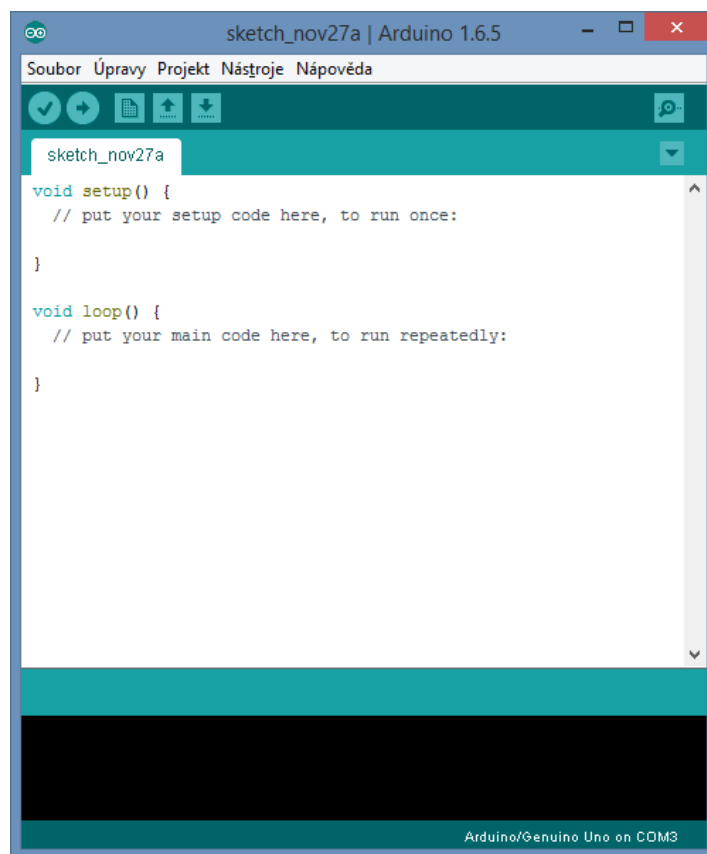 sketch_nov27a | Arduino 1.6.5
Soubor Úpravy Projekt Nástroje Nápověda
sketch_nov27a
void setup() {
  // put your setup code here, to run once:
}
void loop() {
  // put your main code here, to run repeatedly:
}
Arduino/Genuino Uno on COM3